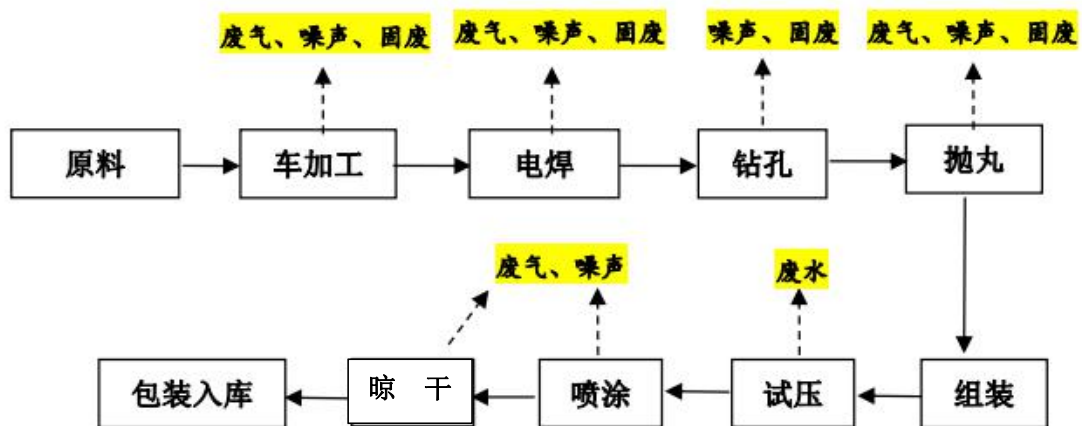 废气、噪声、固废
废气、噪声、固废
噪声、固废
废气、噪声、固废
原料
车加工
电焊
钻孔
抛丸
废气、噪声
废水
包装入库
晾 干
喷涂
试压
组装